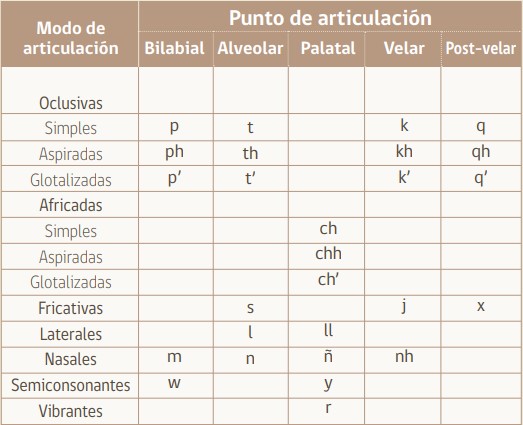 Modo de articulación Punto de articulación
Bilabial Alveolar Palatal Velar Post-velar
Oclusivas
Simples p t k q
Aspiradas ph th kh qh
Glotalizadas p’ t’ k’ q’
Africadas
Simples ch
Aspiradas chh
Glotalizadas ch’
Fricativas s j x
Laterales l ll
Nasales m n ñ nh
Semiconsonantes w y
Vibrantes r